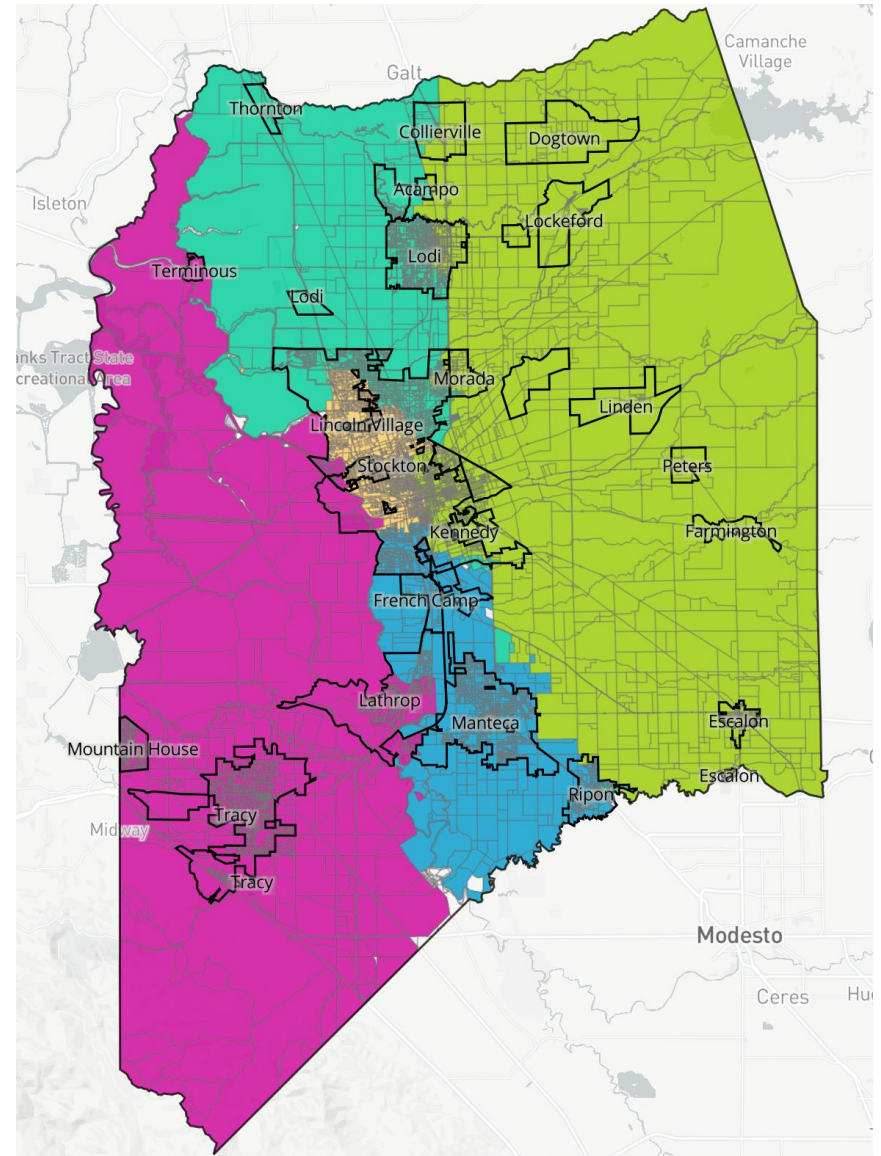 Camanche
Village
Galt
Thornton
Collierville
Dogtown
Acampo
Isleton
Lockeford
Lodi
Terminous
Lodi
anks Tract State
creational Area
Morada
Linden
Lincoln Village
Stockton
Peters
Kennedy
Farmington
French Camp
Lathrop
Manteca
Escalon
Mountain House
Escalon
Ripon
Tracy
Midway
Tracy
Modesto
Ceres
Hu